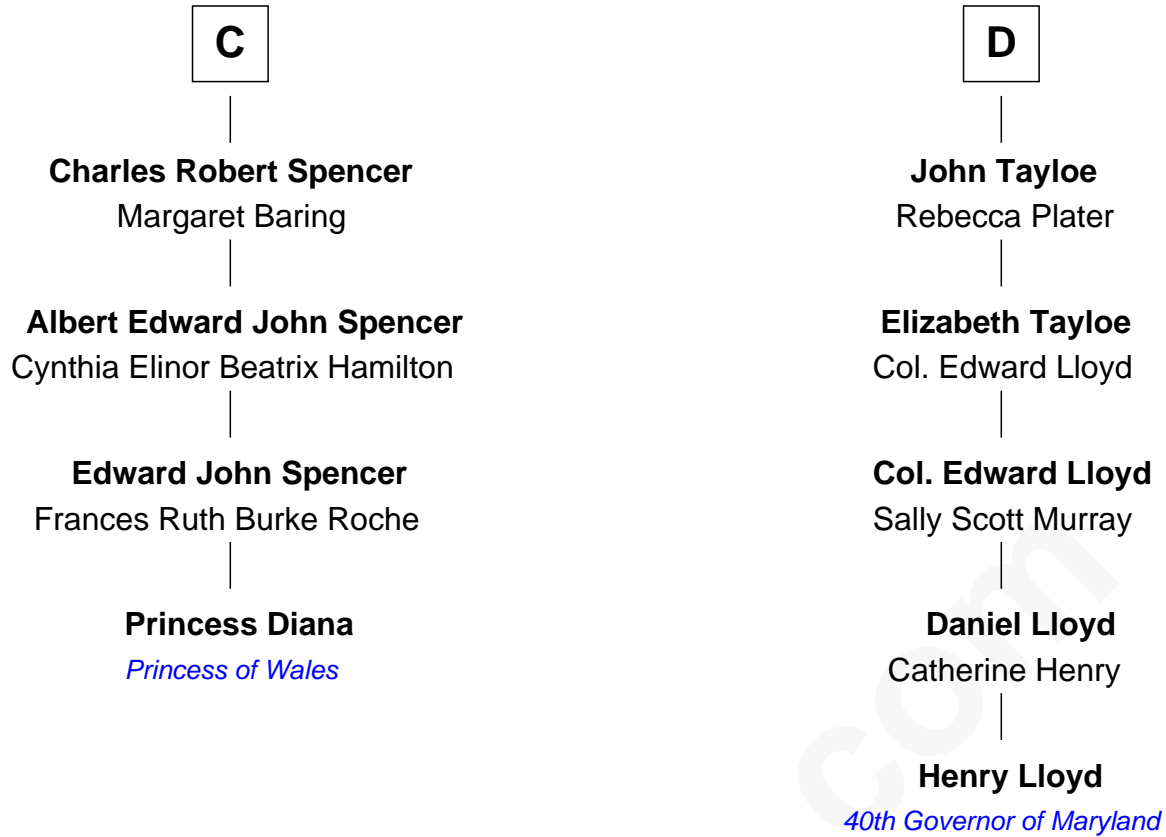 C
Charles Robert Spencer
Margaret Baring
Albert Edward John Spencer
Cynthia Elinor Beatrix Hamilton
Edward John Spencer
Frances Ruth Burke Roche
Princess Diana
Princess of Wales
D
John Tayloe
Rebecca Plater
Elizabeth Tayloe
Col. Edward Lloyd
Col. Edward Lloyd
Sally Scott Murray
Daniel Lloyd
Catherine Henry
Henry Lloyd
40th Governor of Maryland
com